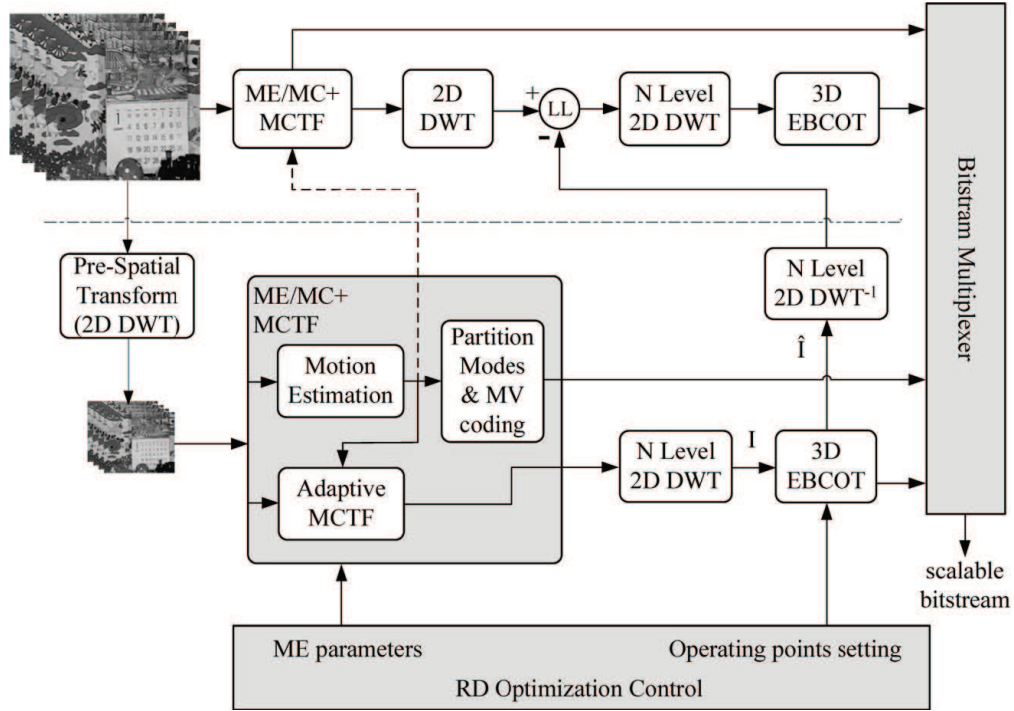 ME/MC+
MCTF
2D
DWT
+
LL
-
N Level
2D DWT
3D
EBCOT
Bitstram Multiplexer
Pre-Spatial
Transform
(2D DWT)
N Level
2D DWT-1
ME/MC+
MCTF
Motion
Estimation
Partition
Modes
& MV
coding
Î
Adaptive
MCTF
N Level
2D DWT
I
3D
EBCOT
scalable
bitstream
ME parameters
Operating points setting
RD Optimization Control